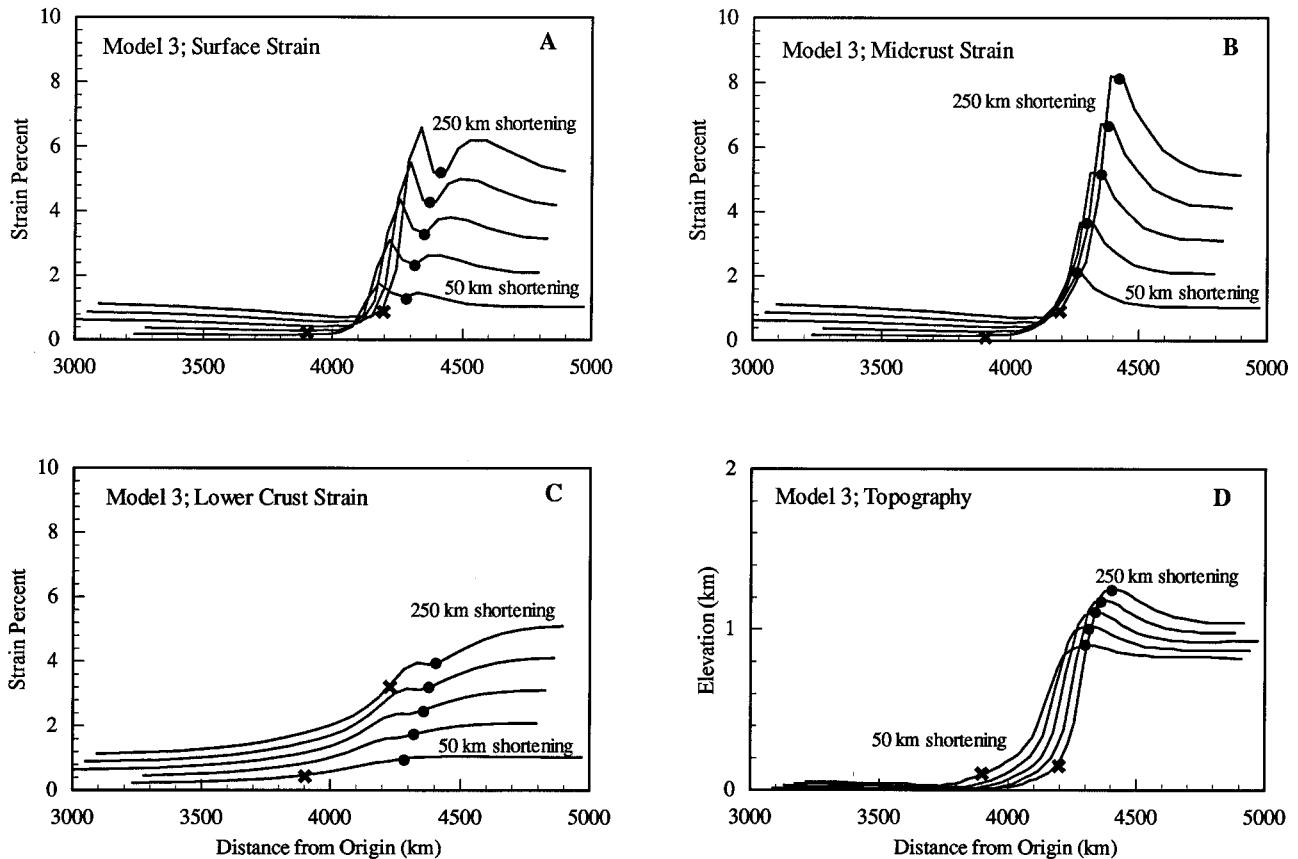 Model 3; Surface Strain
A
10
8
6
4
2
0
Strain Percent
250 km shortening
50 km shortening
3000 3500 4000 4500 5000
Model 3; Midcrust Strain
B
10
8
6
4
2
0
Strain Percent
250 km shortening
50 km shortening
3000 3500 4000 4500 5000
Model 3; Lower Crust Strain
C
10
8
6
4
2
0
Strain Percent
250 km shortening
50 km shortening
3000 3500 4000 4500 5000
Distance from Origin (km)
Model 3; Topography
D
2
1
0
Elevation (km)
250 km shortening
50 km shortening
3000 3500 4000 4500 5000
Distance from Origin (km)